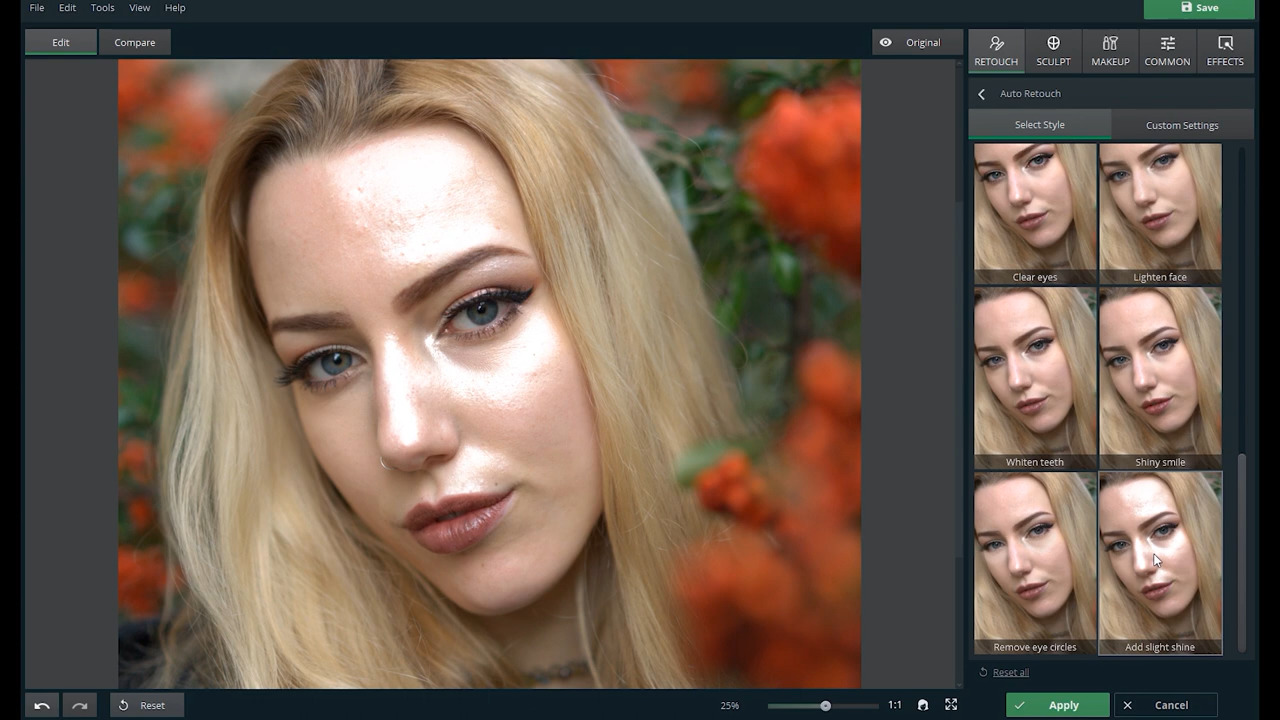 File Edit Tools View Help
Save
Edit Compare
Original
RETOUCH SCULPT MAKEUP COMMON EFFECTS
Auto Retouch
Select Style Custom Settings
Clear eyes Lighten face
Whiten teeth Shiny smile
Remove eye circles Add slight shine
Reset all
Reset
25% 1:1
Apply Cancel